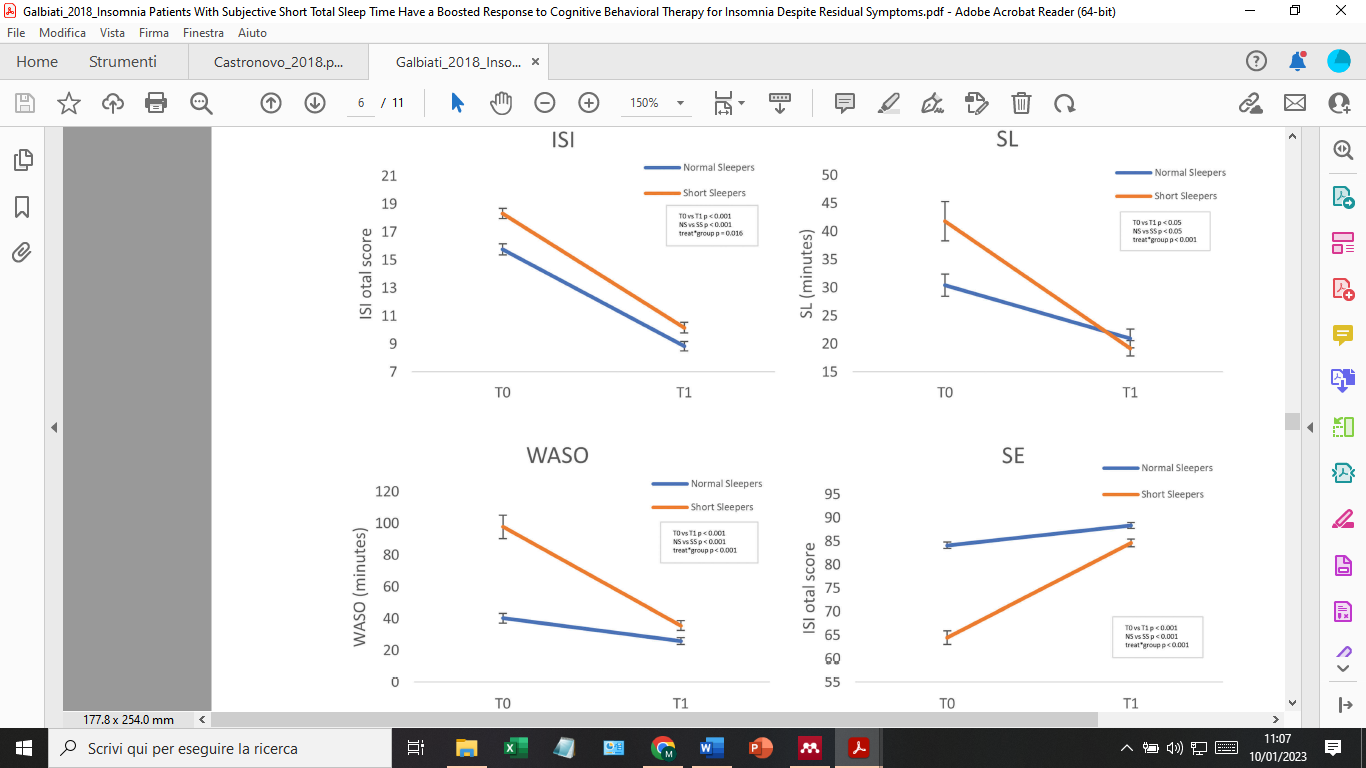 Galbiati_2018_Insomnia Patients With Subjective Short Total Sleep Time Have a Boosted Response to Cognitive Behavioral Therapy for Insomnia Despite Residual Symptoms.pdf - Adobe Acrobat Reader (64-bit)
File Modifica Vista Firma Finestra Aiuto
Home Strumenti Castronovo_2018.p... Galbiati_2018_Inso... ×
6 / 11 150%
ISI
Normal Sleepers
Short Sleepers
T0 vs T1 p < 0.001
NS vs SS p < 0.001
treat*group p = 0.016
ISI otal score
21
19
17
15
13
11
9
7
T0 T1
SL
Normal Sleepers
Short Sleepers
T0 vs T1 p < 0.05
NS vs SS p < 0.05
treat*group p < 0.001
SL (minutes)
50
45
40
35
30
25
20
15
T0 T1
WASO
Normal Sleepers
Short Sleepers
T0 vs T1 p < 0.001
NS vs SS p < 0.001
treat*group p < 0.001
WASO (minutes)
120
100
80
60
40
20
0
T0 T1
SE
Normal Sleepers
Short Sleepers
T0 vs T1 p < 0.001
NS vs SS p < 0.001
treat*group p < 0.001
ISI otal score
95
90
85
80
75
70
65
60
55
T0 T1
177.8 x 254.0 mm
Scrivi qui per eseguire la ricerca
11:07
10/01/2023